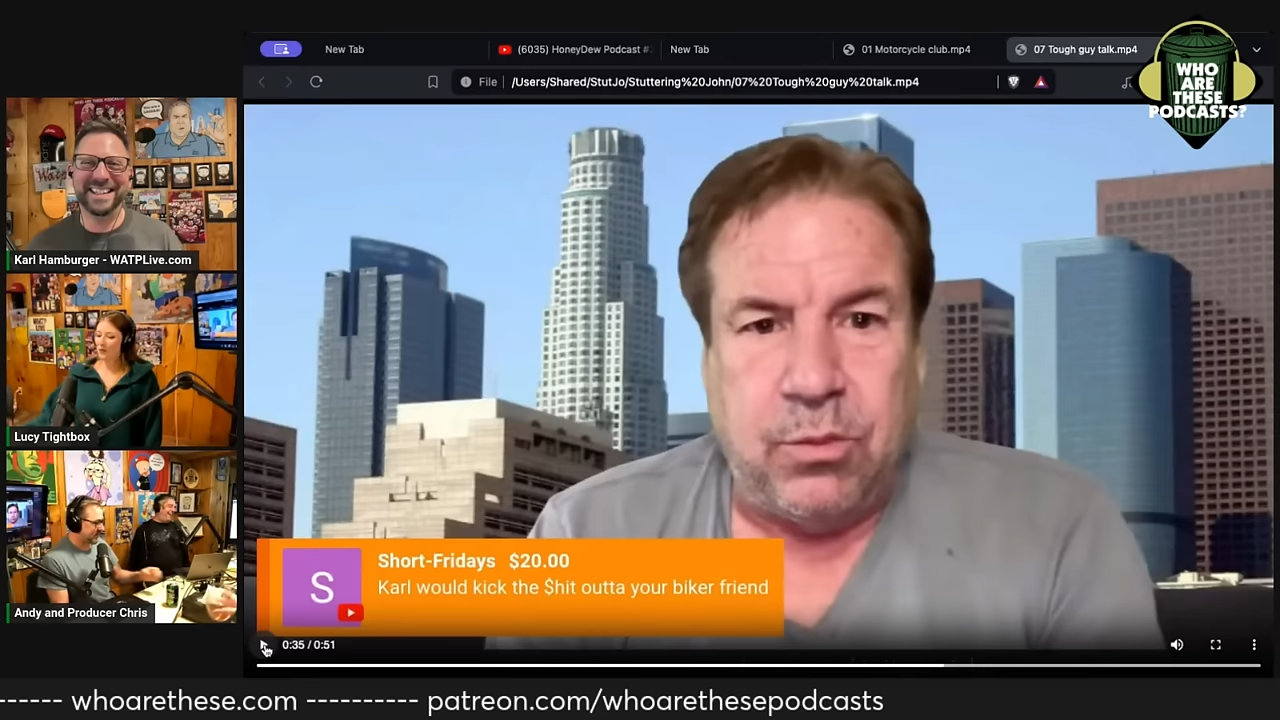 New Tab
(6035) HoneyDew Podcast #
New Tab
01 Motorcycle club.mp4
07 Tough guy talk.mp4
File
/Users/Shared/StutJo/Stuttering%20John/07%20Tough%20guy%20talk.mp4
WHO
ARE
THESE
PODCASTS?
Karl Hamburger - WATPLive.com
Lucy Tightbox
Andy and Producer Chris
S
Short-Fridays $20.00
Karl would kick the $hit outta your biker friend
0:35 / 0:51
------ whoarethese.com ---------- patreon.com/whoarethesepodcasts